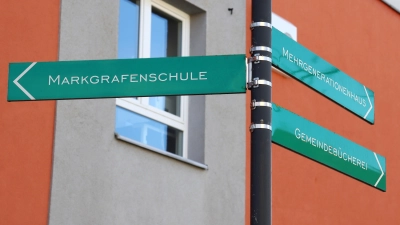 Markgrafenschule
Mehrgenerationenhaus
Gemeindebücherei